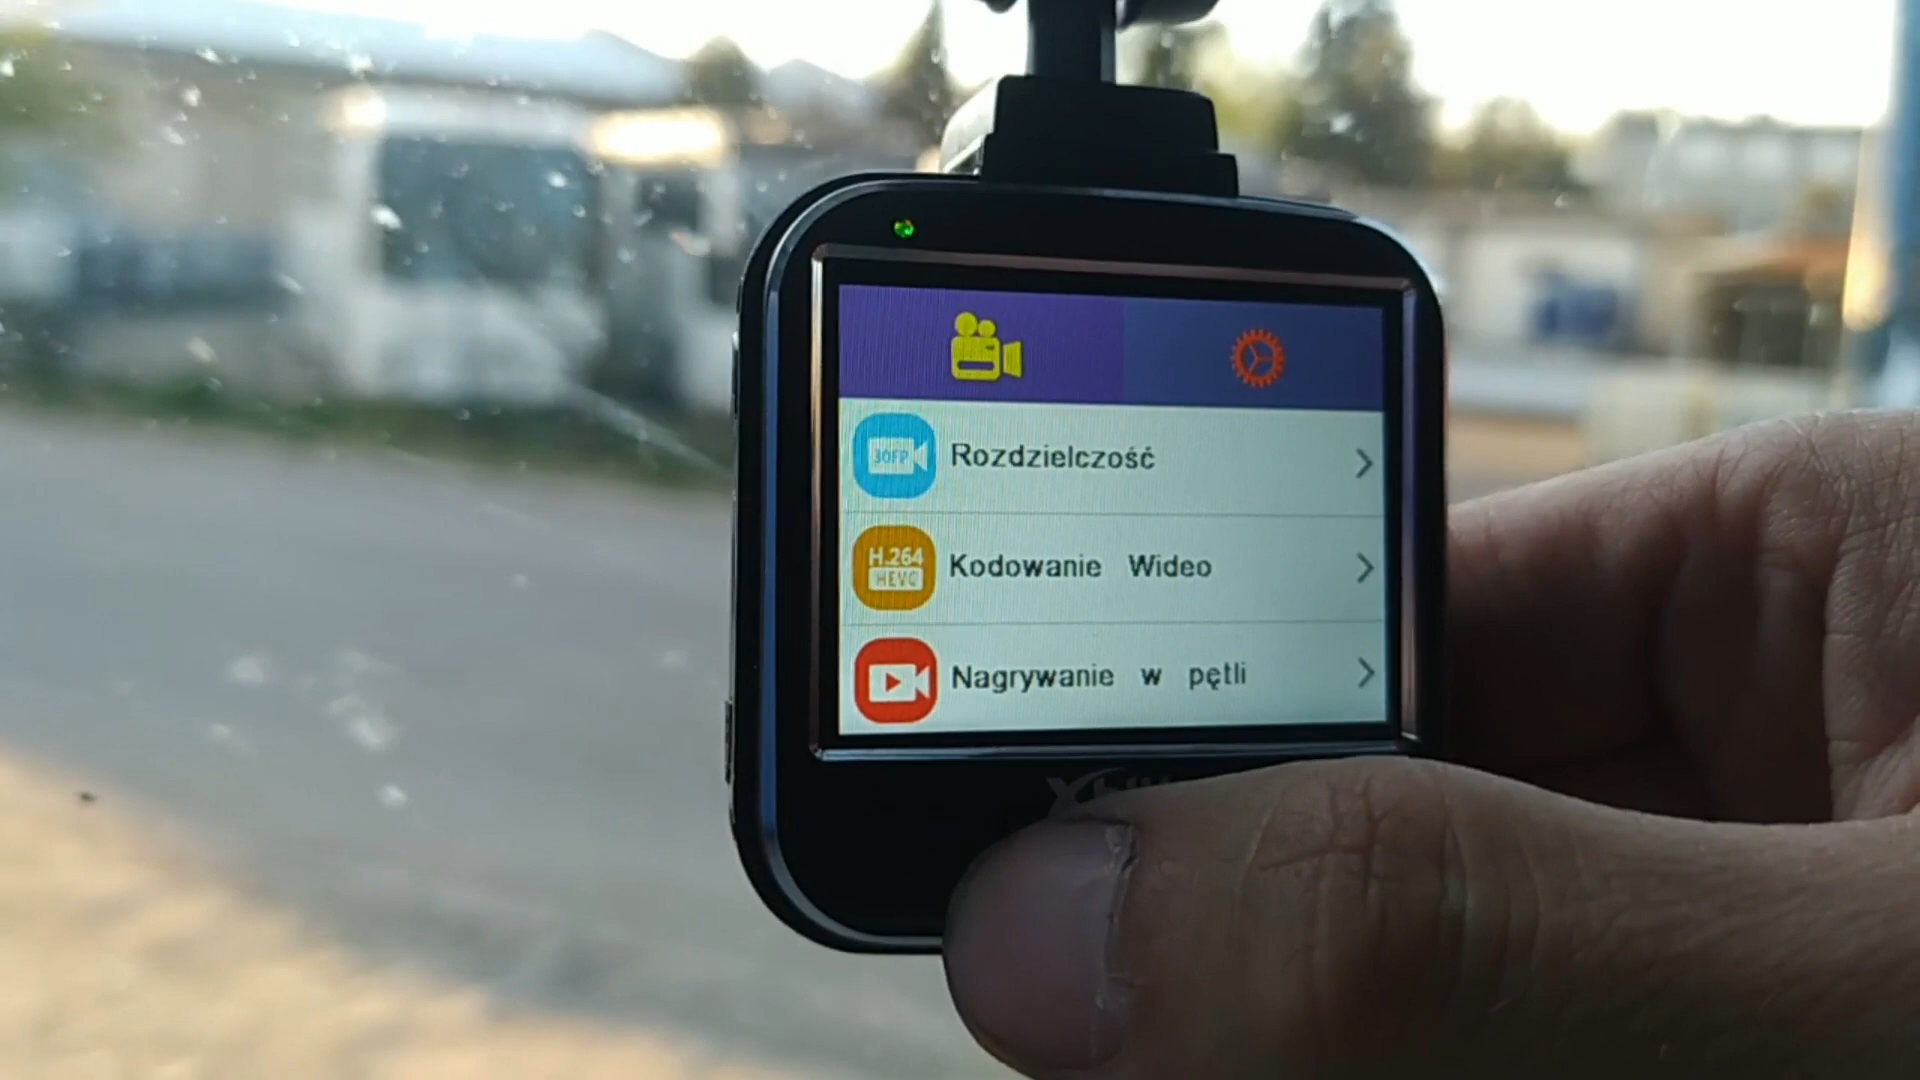 30FP
Rozdzielczość
H.264
HEVC
Kodowanie Wideo
Nagrywanie w pętli